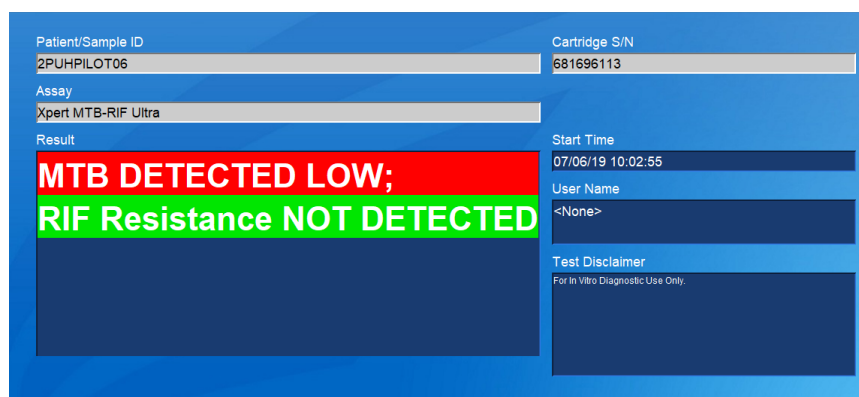 Patient/Sample ID
2PUHPILOT06
Cartridge S/N
681696113
Assay
Xpert MTB-RIF Ultra
Result
MTB DETECTED LOW;
RIF Resistance NOT DETECTED
Start Time
07/06/19 10:02:55
User Name
<None>
Test Disclaimer
For In Vitro Diagnostic Use Only.